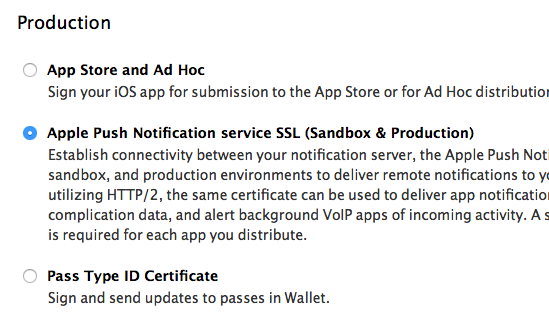 Production
App Store and Ad Hoc
Sign your iOS app for submission to the App Store or for Ad Hoc
Apple Push Notification service SSL (Sandbox & Production)
Establish connectivity between your notification server, the Apple Push
sandbox, and production environments to deliver remote notifications to
utilizing HTTP/2, the same certificate can be used to deliver app
complication data, and alert background VoIP apps of incoming activity. A
is required for each app you distribute.
Pass Type ID Certificate
Sign and send updates to passes in Wallet.